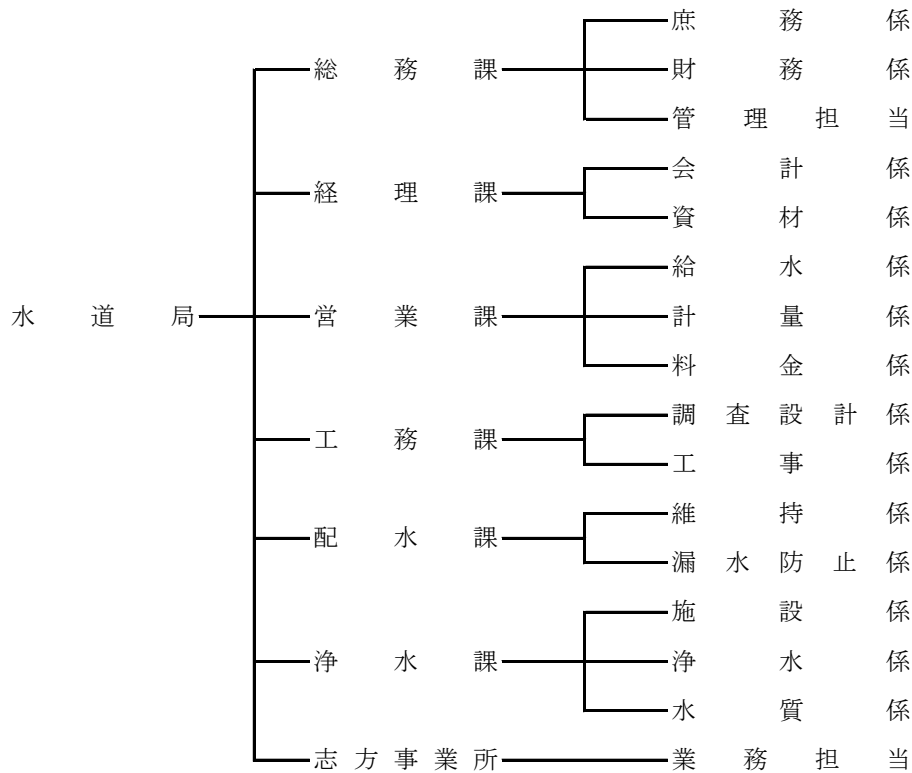 庶務係
総務課
財務係
管理担当
会計係
経理課
資材係
給水係
水道局
営業課
計量係
料金係
調査設計係
工務課
工事係
維持係
配水課
漏水防止係
施設係
浄水課
浄水係
水質係
志方事業所
業務担当